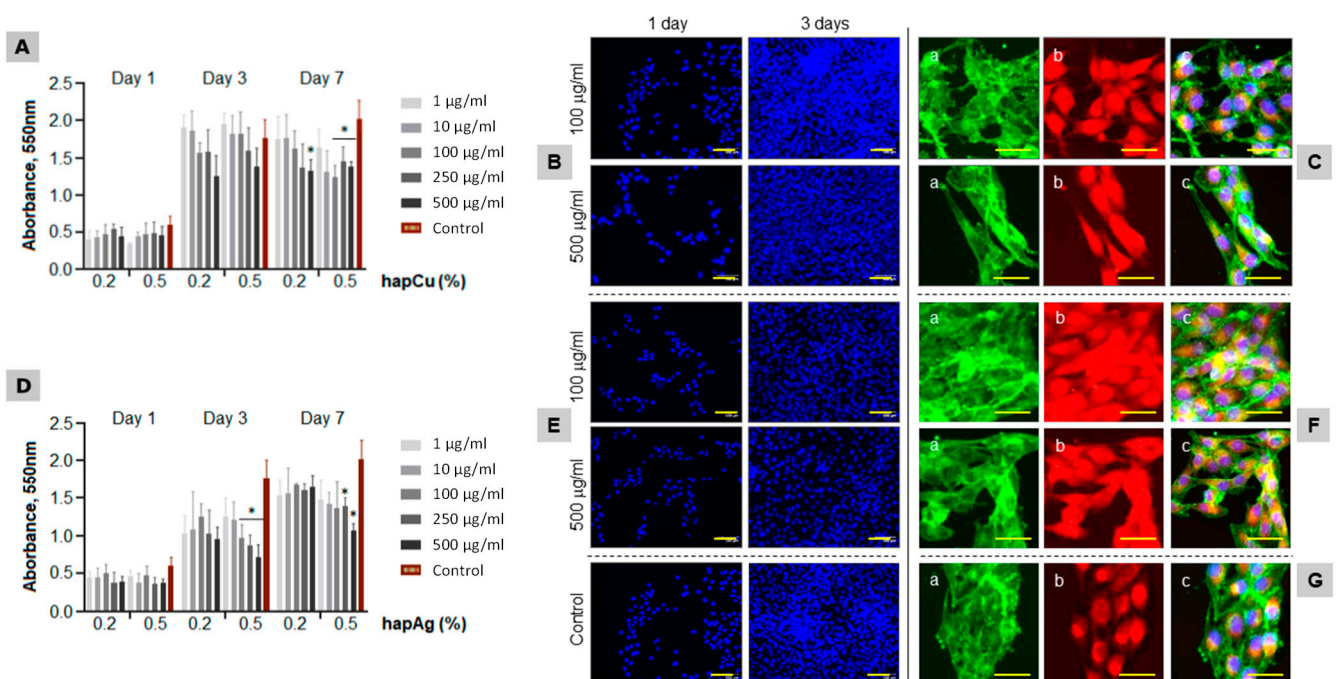 A
Aborbance, 550nm
2.5
2.0
1.5
1.0
0.5
0.0
Day 1
Day 3
Day 7
*
*
0.2
0.5
0.2
0.5
0.2
0.5
hapCu (%)
1 µg/ml
10 µg/ml
100 µg/ml
250 µg/ml
500 µg/ml
Control
D
Aborbance, 550nm
2.5
2.0
1.5
1.0
0.5
0.0
Day 1
Day 3
Day 7
*
*
*
0.2
0.5
0.2
0.5
0.2
0.5
hapAg (%)
1 µg/ml
10 µg/ml
100 µg/ml
250 µg/ml
500 µg/ml
Control
1 day
3 days
B
100 µg/ml
500 µg/ml
E
100 µg/ml
500 µg/ml
Control
a
b
c
C
a
b
c
a
b
c
F
a
b
c
a
b
c
G